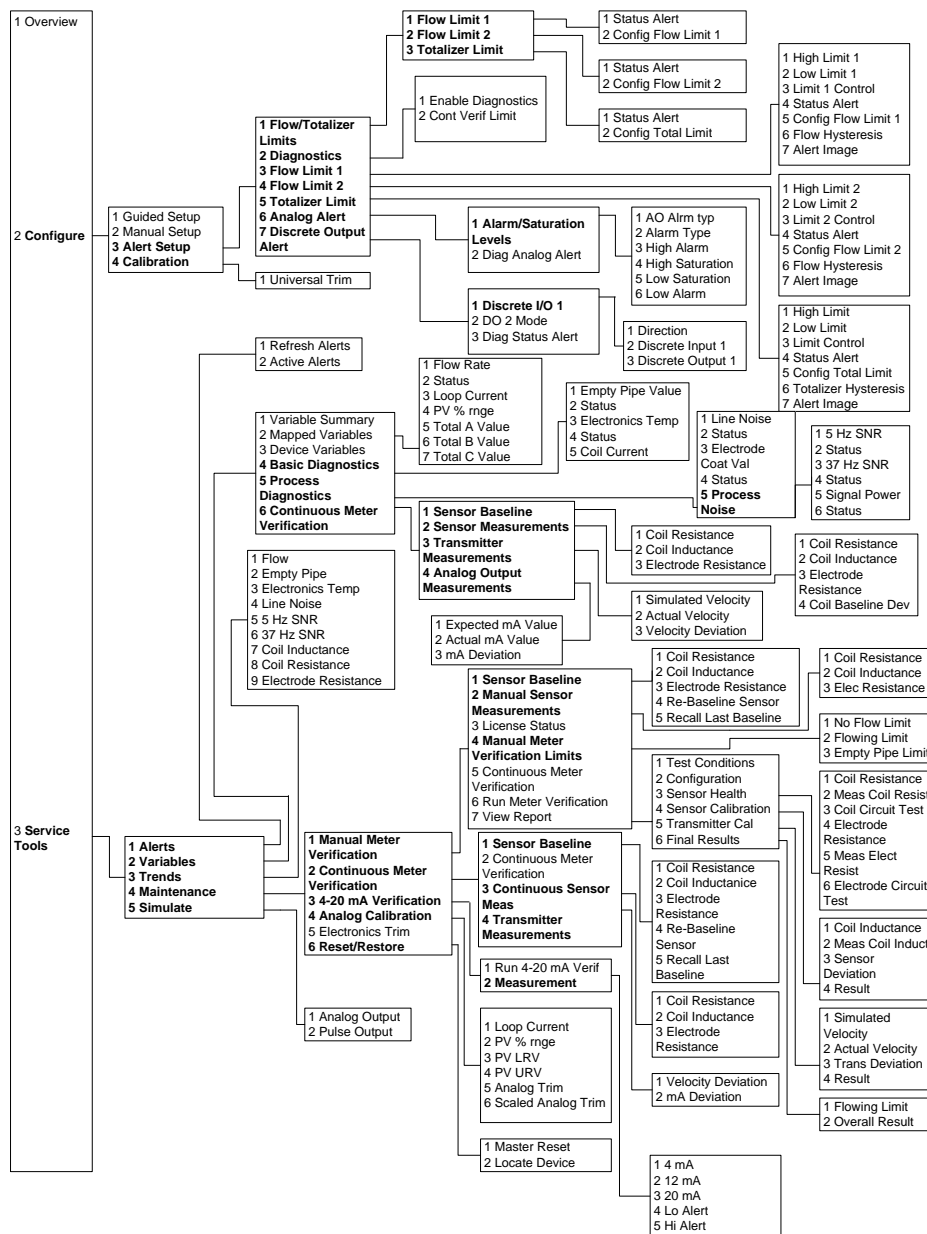 1 Overview
2 Configure
3 Service
Tools
1 Guided Setup
2 Manual Setup
3 Alert Setup
4 Calibration
1 Flow/Totalizer
Limits
2 Diagnostics
3 Flow Limit 1
4 Flow Limit 2
5 Totalizer Limit
6 Analog Alert
7 Discrete Output
Alert
1 Universal Trim
1 Flow Limit 1
2 Flow Limit 2
3 Totalizer Limit
1 Status Alert
2 Config Flow Limit 1
1 Status Alert
2 Config Flow Limit 2
1 Status Alert
2 Config Total Limit
1 Enable Diagnostics
2 Cont Verif Limit
1 High Limit 1
2 Low Limit 1
3 Limit 1 Control
4 Status Alert
5 Config Flow Limit 1
6 Flow Hysteresis
7 Alert Image
1 High Limit 2
2 Low Limit 2
3 Limit 2 Control
4 Status Alert
5 Config Flow Limit 2
6 Flow Hysteresis
7 Alert Image
1 High Limit
2 Low Limit
3 Limit Control
4 Status Alert
5 Config Total Limit
6 Totalizer Hysteresis
7 Alert Image
1 Alarm/Saturation
Levels
2 Diag Analog Alert
1 AO Alrm typ
2 Alarm Type
3 High Alarm
4 High Saturation
5 Low Saturation
6 Low Alarm
1 Discrete I/O 1
2 DO 2 Mode
3 Diag Status Alert
1 Direction
2 Discrete Input 1
3 Discrete Output 1
1 Refresh Alerts
2 Active Alerts
1 Variable Summary
2 Mapped Variables
3 Device Variables
4 Basic Diagnostics
5 Process
Diagnostics
6 Continuous Meter
Verification
1 Flow Rate
2 Status
3 Loop Current
4 PV % rnge
5 Total A Value
6 Total B Value
7 Total C Value
1 Empty Pipe Value
2 Status
3 Electronics Temp
4 Status
5 Coil Current
1 Line Noise
2 Status
3 Electrode
Coat Val
4 Status
5 Process
Noise
1 5 Hz SNR
2 Status
3 37 Hz SNR
4 Status
5 Signal Power
6 Status
1 Sensor Baseline
2 Sensor Measurements
3 Transmitter
Measurements
4 Analog Output
Measurements
1 Coil Resistance
2 Coil Inductance
3 Electrode Resistance
1 Coil Resistance
2 Coil Inductance
3 Electrode
Resistance
4 Coil Baseline Dev
1 Simulated Velocity
2 Actual Velocity
3 Velocity Deviation
1 Expected mA Value
2 Actual mA Value
3 mA Deviation
1 Flow
2 Empty Pipe
3 Electronics Temp
4 Line Noise
5 5 Hz SNR
6 37 Hz SNR
7 Coil Inductance
8 Coil Resistance
9 Electrode Resistance
1 Alerts
2 Variables
3 Trends
4 Maintenance
5 Simulate
1 Manual Meter
Verification
2 Continuous Meter
Verification
3 4-20 mA Verification
4 Analog Calibration
5 Electronics Trim
6 Reset/Restore
1 Analog Output
2 Pulse Output
1 Sensor Baseline
2 Manual Sensor
Measurements
3 License Status
4 Manual Meter
Verification Limits
5 Continuous Meter
Verification
6 Run Meter Verification
7 View Report
1 Coil Resistance
2 Coil Inductance
3 Electrode Resistance
4 Re-Baseline Sensor
5 Recall Last Baseline
1 Coil Resistance
2 Coil Inductance
3 Elec Resistance
1 No Flow Limit
2 Flowing Limit
3 Empty Pipe Limit
1 Test Conditions
2 Configuration
3 Sensor Health
4 Sensor Calibration
5 Transmitter Cal
6 Final Results
1 Coil Resistance
2 Meas Coil Resist
3 Coil Circuit Test
4 Electrode
Resistance
5 Meas Elect
Resist
6 Electrode Circuit
Test
1 Coil Inductance
2 Meas Coil Induct
3 Sensor
Deviation
4 Result
1 Simulated
Velocity
2 Actual Velocity
3 Trans Deviation
4 Result
1 Flowing Limit
2 Overall Result
1 Sensor Baseline
2 Continuous Meter
Verification
3 Continuous Sensor
Meas
4 Transmitter
Measurements
1 Coil Resistance
2 Coil Inductamice
3 Electrode
Resistance
4 Re-Baseline
Sensor
5 Recall Last
Baseline
1 Coil Resistance
2 Coil Inductance
3 Electrode
Resistance
1 Velocity Deviation
2 mA Deviation
1 Run 4-20 mA Verif
2 Measurement
1 Loop Current
2 PV % rnge
3 PV LRV
4 PV URV
5 Analog Trim
6 Scaled Analog Trim
1 Master Reset
2 Locate Device
1 4 mA
2 12 mA
3 20 mA
4 Lo Alert
5 Hi Alert